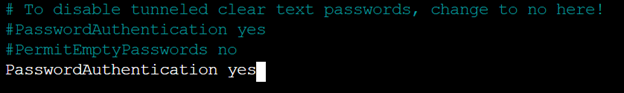 # To disable tunneled clear text passwords, change to no here!
#PasswordAuthentication yes
#PermitEmptyPasswords no
PasswordAuthentication yes